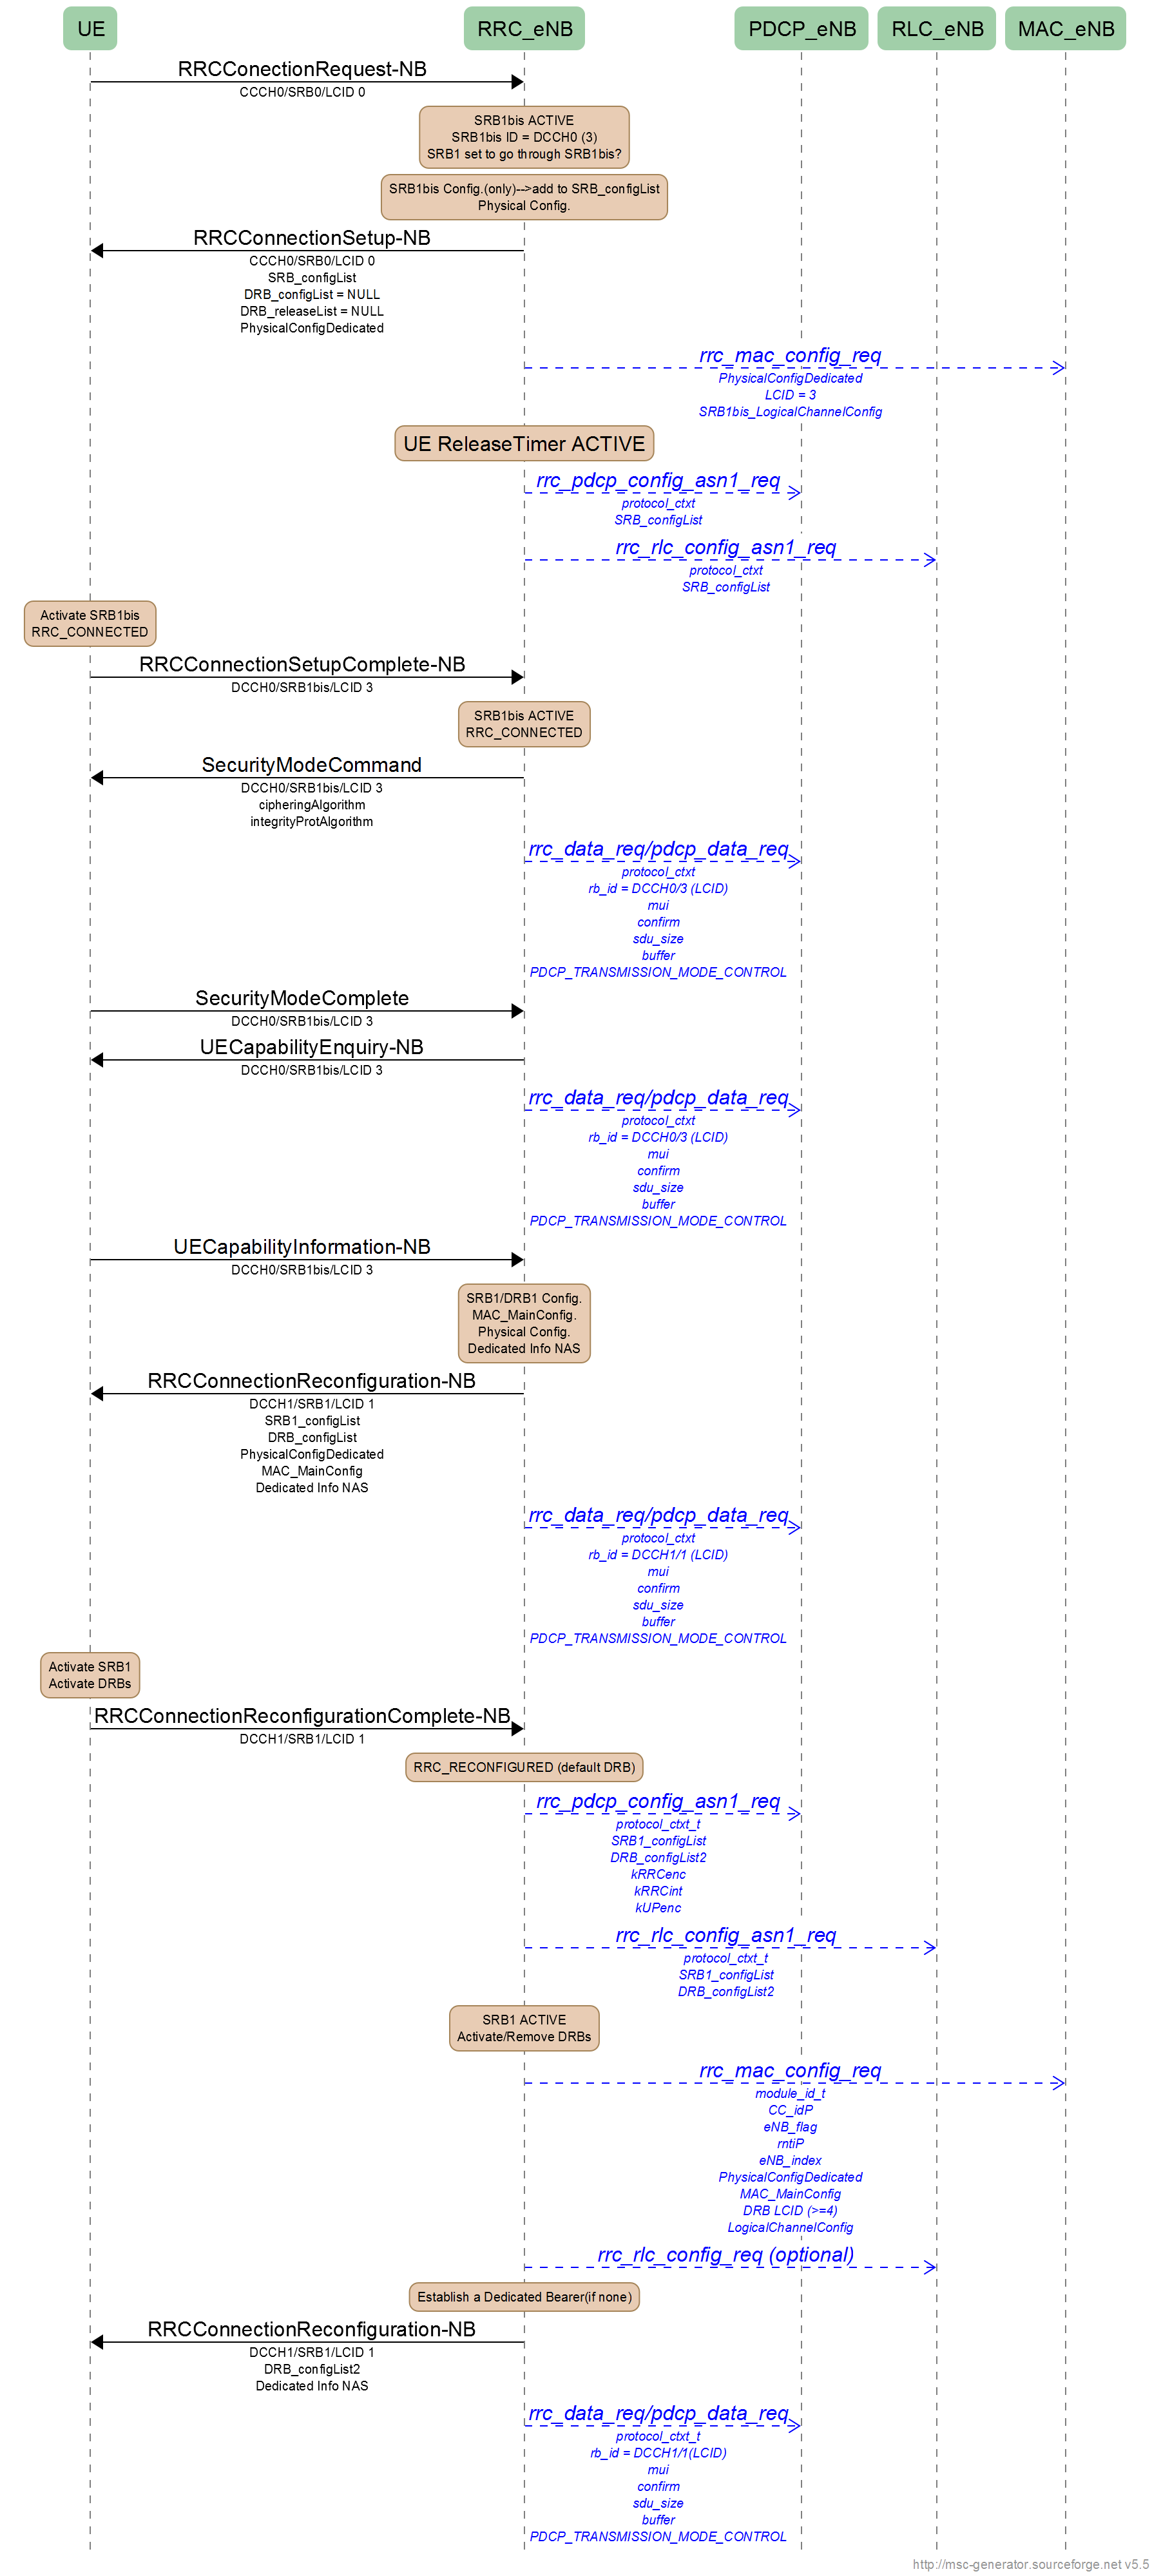 UE
RRC_eNB
PDCP_eNB
RLC_eNB
MAC_eNB
RRCConectionRequest-NB
CCCH0/SRB0/LCID 0
SRB1bis ACTIVE
SRB1bis ID = DCCH0 (3)
SRB1 set to go through SRB1bis?
SRB1bis Config.(only)-->add to SRB_configList
Physical Config.
RRCConnectionSetup-NB
CCCH0/SRB0/LCID 0
SRB_configList
DRB_configList = NULL
DRB_releaseList = NULL
PhysicalConfigDedicated
rrc_mac_config_req
PhysicalConfigDedicated
LCID = 3
SRB1bis_LogicalChannelConfig
UE ReleaseTimer ACTIVE
rrc_pdcp_config_asn1_req
protocol_ctxt
SRB_configList
rrc_rlc_config_asn1_req
protocol_ctxt
SRB_configList
Activate SRB1bis
RRC_CONNECTED
RRCConnectionSetupComplete-NB
DCCH0/SRB1bis/LCID 3
SRB1bis ACTIVE
RRC_CONNECTED
SecurityModeCommand
DCCH0/SRB1bis/LCID 3
cipheringAlgorithm
integrityProtAlgorithm
rrc_data_req/pdcp_data_req
protocol_ctxt
rb_id = DCCH0/3 (LCID)
mui
confirm
sdu_size
buffer
PDCP_TRANSMISSION_MODE_CONTROL
SecurityModeComplete
DCCH0/SRB1bis/LCID 3
UECapabilityEnquiry-NB
DCCH0/SRB1bis/LCID 3
rrc_data_req/pdcp_data_req
protocol_ctxt
rb_id = DCCH0/3 (LCID)
mui
confirm
sdu_size
buffer
PDCP_TRANSMISSION_MODE_CONTROL
UECapabilityInformation-NB
DCCH0/SRB1bis/LCID 3
SRB1/DRB1 Config.
MAC_MainConfig.
Physical Config.
Dedicated Info NAS
RRCConnectionReconfiguration-NB
DCCH1/SRB1/LCID 1
SRB1_configList
DRB_configList
PhysicalConfigDedicated
MAC_MainConfig
Dedicated Info NAS
rrc_data_req/pdcp_data_req
protocol_ctxt
rb_id = DCCH1/1 (LCID)
mui
confirm
sdu_size
buffer
PDCP_TRANSMISSION_MODE_CONTROL
Activate SRB1
Activate DRBs
RRCConnectionReconfigurationComplete-NB
DCCH1/SRB1/LCID 1
RRC_RECONFIGURED (default DRB)
rrc_pdcp_config_asn1_req
protocol_ctxt_t
SRB1_configList
DRB_configList2
kRRCenc
kRRCint
kUPenc
rrc_rlc_config_asn1_req
protocol_ctxt_t
SRB1_configList
DRB_configList2
SRB1 ACTIVE
Activate/Remove DRBs
rrc_mac_config_req
module_id_t
CC_idP
eNB_flag
rntiP
eNB_index
PhysicalConfigDedicated
MAC_MainConfig
DRB LCID (>=4)
LogicalChannelConfig
rrc_rlc_config_req (optional)
Establish a Dedicated Bearer(if none)
RRCConnectionReconfiguration-NB
DCCH1/SRB1/LCID 1
DRB_configList2
Dedicated Info NAS
rrc_data_req/pdcp_data_req
protocol_ctxt_t
rb_id = DCCH1/1(LCID)
mui
confirm
sdu_size
buffer
PDCP_TRANSMISSION_MODE_CONTROL
http://msc-generator.sourceforge.net v5.5